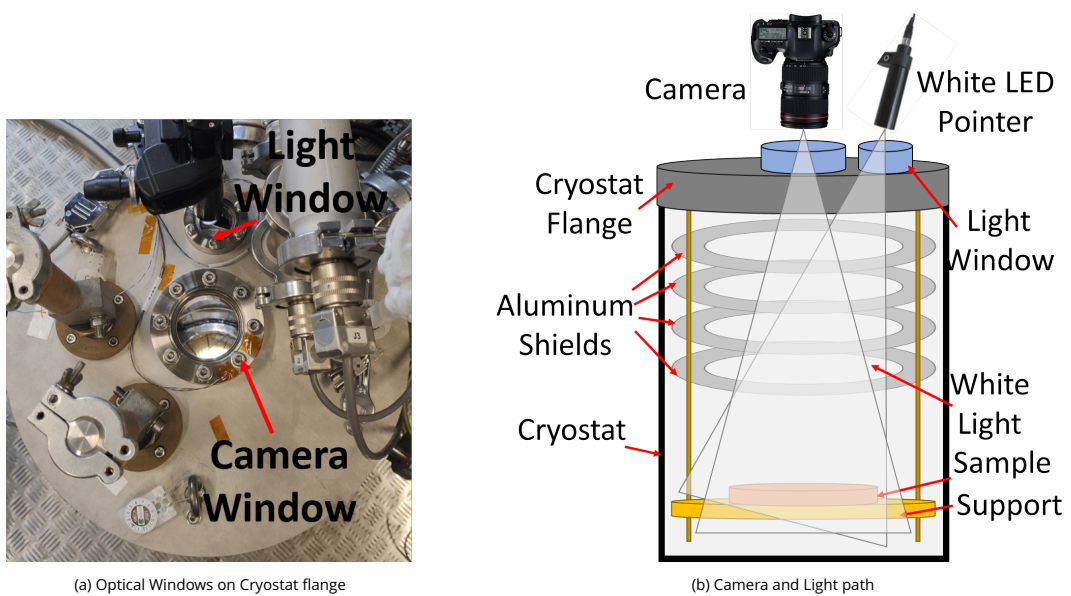 Light
Window
Camera
Window
J3
(a) Optical Windows on Cryostat flange
Camera
White LED
Pointer
Cryostat
Flange
Light
Window
Aluminum
Shields
White
Light
Cryostat
Sample
Support
(b) Camera and Light path